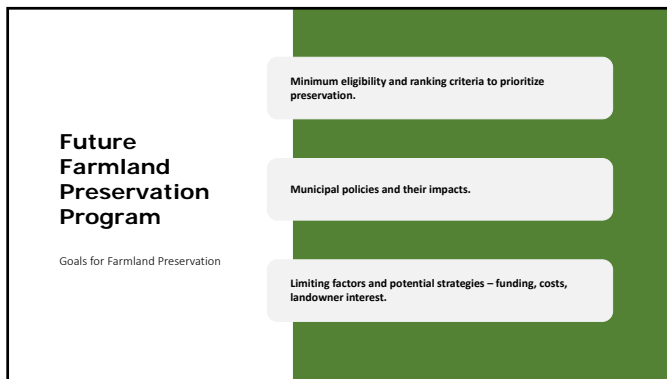 Future
Farmland
Preservation
Program
Goals for Farmland Preservation
Minimum eligibility and ranking criteria to prioritize
preservation.
Municipal policies and their impacts.
Limiting factors and potential strategies – funding, costs,
landowner interest.